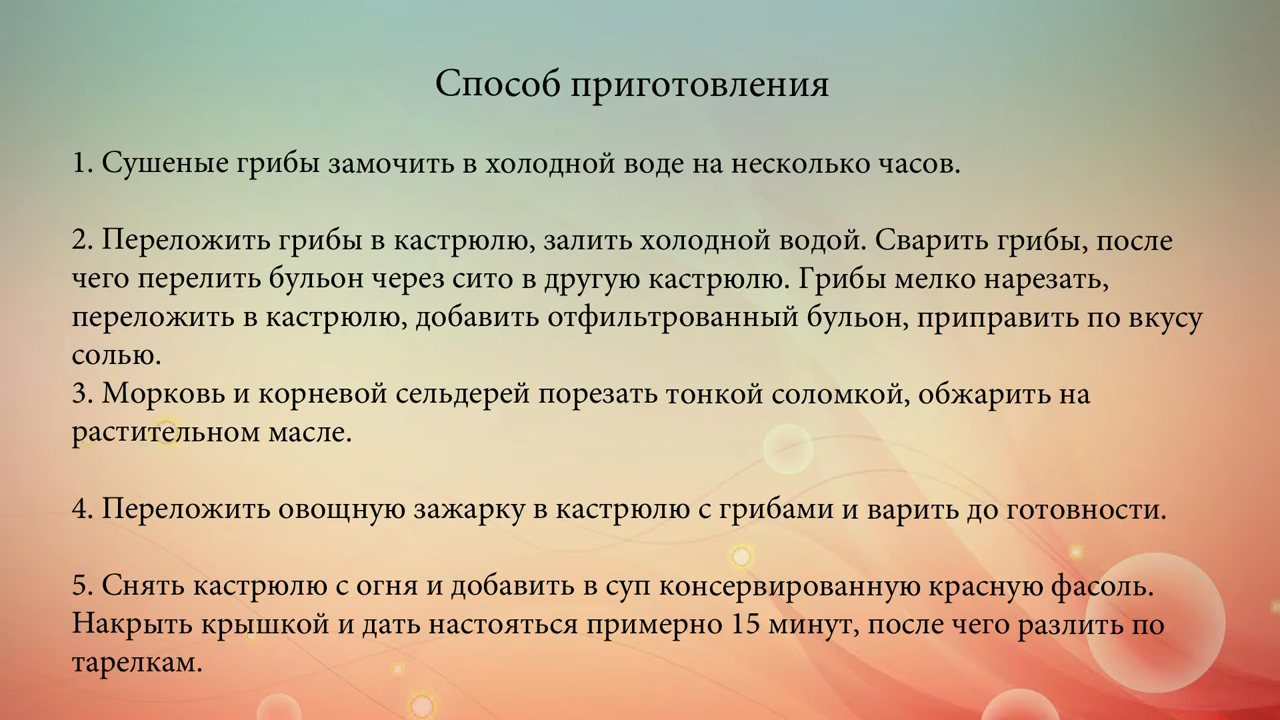 Способ приготовления
1. Сушеные грибы замочить в холодной воде на несколько часов.
2. Переложить грибы в кастрюлю, залить холодной водой. Сварить грибы, после
чего перелить бульон через сито в другую кастрюлю. Грибы мелко нарезать,
переложить в кастрюлю, добавить отфильтрованный бульон, приправить по вкусу
солью.
3. Морковь и корневой сельдерей порезать тонкой соломкой, обжарить на
растительном масле.
4. Переложить овощную зажарку в кастрюлю с грибами и варить до готовности.
5. Снять кастрюлю с огня и добавить в суп консервированную красную фасоль.
Накрыть крышкой и дать настояться примерно 15 минут, после чего разлить по
тарелкам.